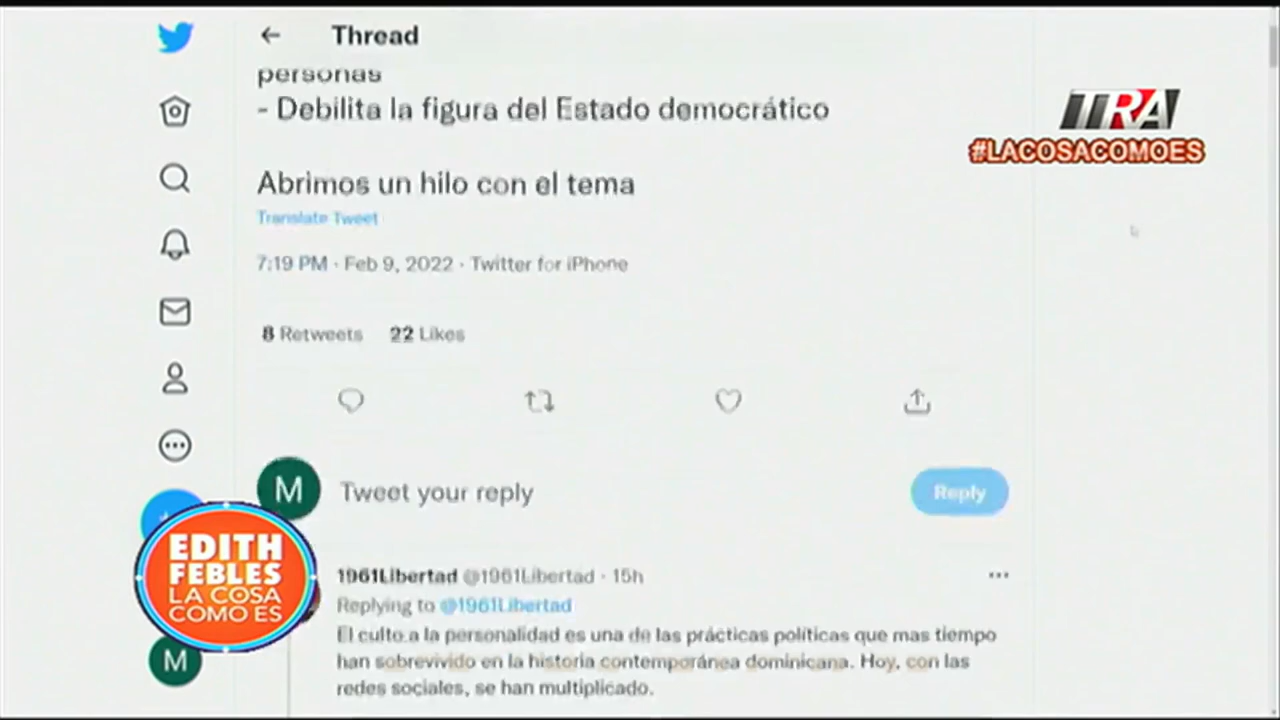 Thread
personas
- Debilita la figura del Estado democrático
TRA
#LACOSACOMOES
Abrimos un hilo con el tema
Translate Tweet
7:19 PM · Feb 9, 2022 · Twitter for iPhone
8 Retweets 22 Likes
M
Tweet your reply
Reply
EDITH
FEBLES
LA COSA
COMO ES
1961Libertad @1961Libertad · 15h
Replying to @1961Libertad
El culto a la personalidad es una de las prácticas políticas que mas tiempo
han sobrevivido en la historia contemporánea dominicana. Hoy, con las
redes sociales, se han multiplicado.
M